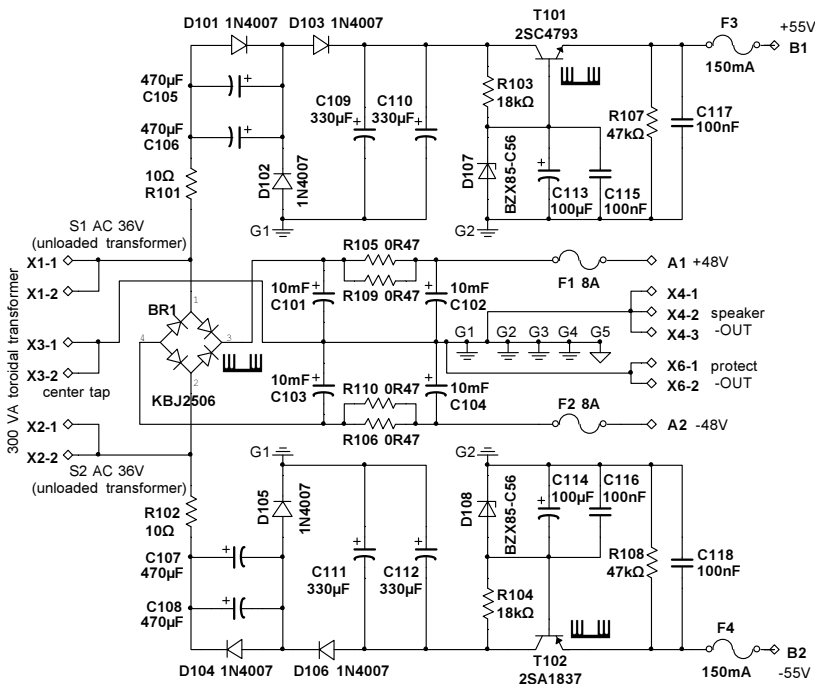 D101 1N4007
D103 1N4007
T101
2SC4793
F3
150mA
+55V
B1
470µF
C105
470µF
C106
10Ω
R101
D102
1N4007
C109
330µF
C110
330µF
R103
18kΩ
D107
BZX85-C56
C113
100µF
C115
100nF
R107
47kΩ
C117
100nF
G1
G2
S1 AC 36V
(unloaded transformer)
X1-1
X1-2
X3-1
X3-2
center tap
X2-1
X2-2
S2 AC 36V
(unloaded transformer)
300 VA toroidal transformer
BR1
1
2
3
4
KBJ2506
R105 0R47
R109 0R47
10mF
C101
10mF
C102
F1 8A
A1 +48V
X4-1
X4-2 speaker
X4-3 -OUT
G1
G2
G3
G4
G5
X6-1 protect
X6-2 -OUT
10mF
C103
10mF
C104
R110 0R47
R106 0R47
F2 8A
A2 -48V
G1
G2
R102
10Ω
D105
1N4007
C107
470µF
C108
470µF
C111
330µF
C112
330µF
D108
BZX85-C56
C114
100µF
C116
100nF
R104
18kΩ
R108
47kΩ
C118
100nF
D104 1N4007
D106 1N4007
T102
2SA1837
F4
150mA
B2
-55V